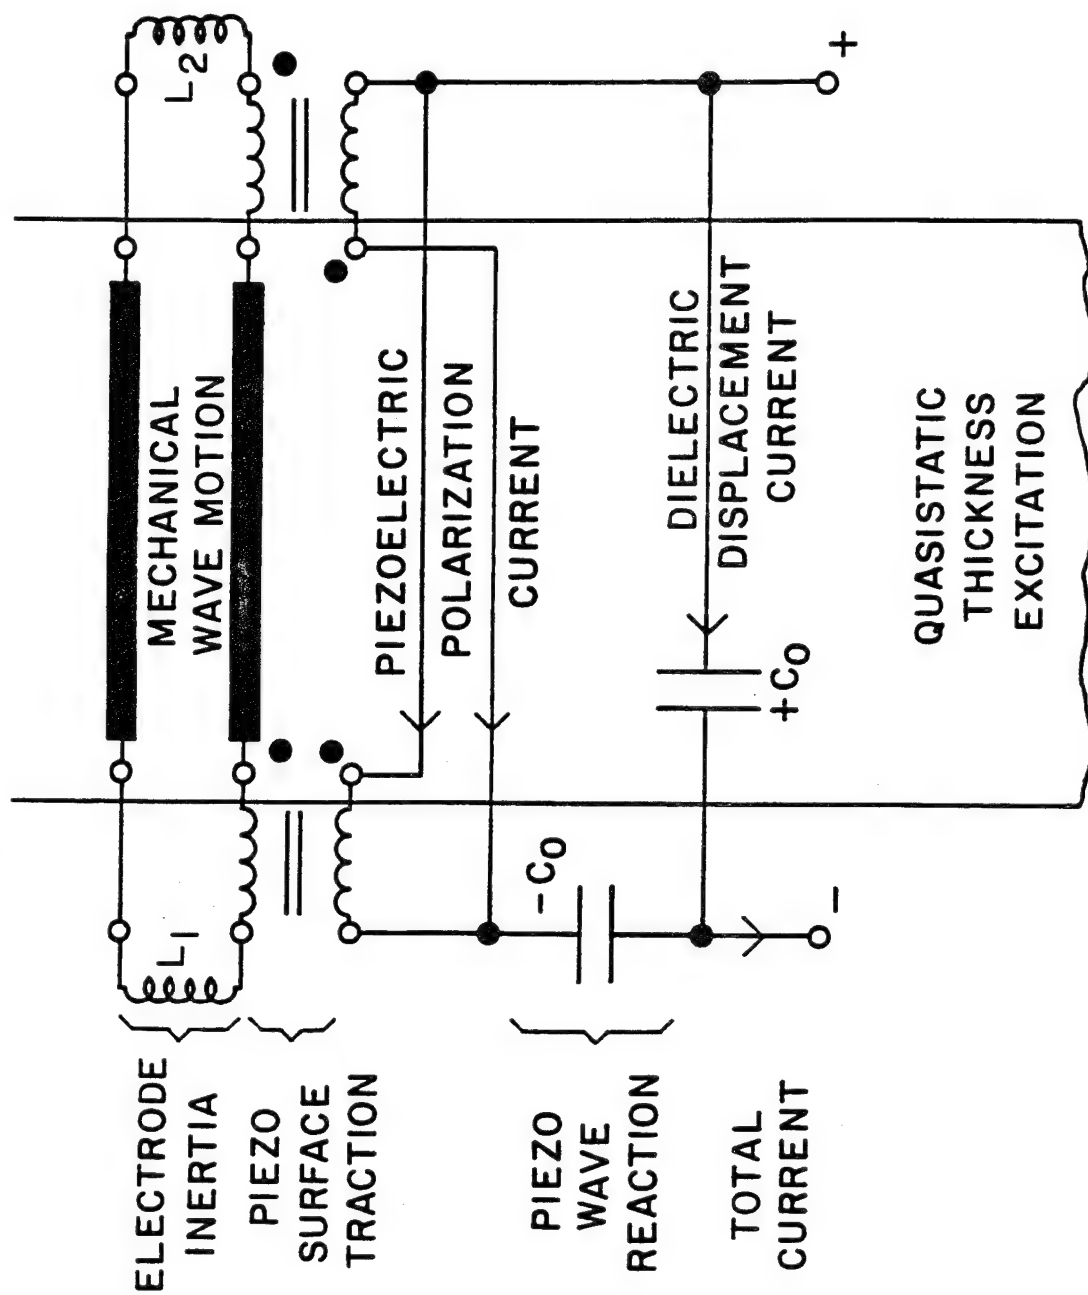 ELECTRODE
INERTIA
PIEZO
SURFACE
TRACTION
PIEZO
WAVE
REACTION
TOTAL
CURRENT
L1
-C0
-
MECHANICAL
WAVE MOTION
PIEZOELECTRIC
POLARIZATION
CURRENT
+C0
DIELECTRIC
DISPLACEMENT
CURRENT
QUASISTATIC
THICKNESS
EXCITATION
L2
+